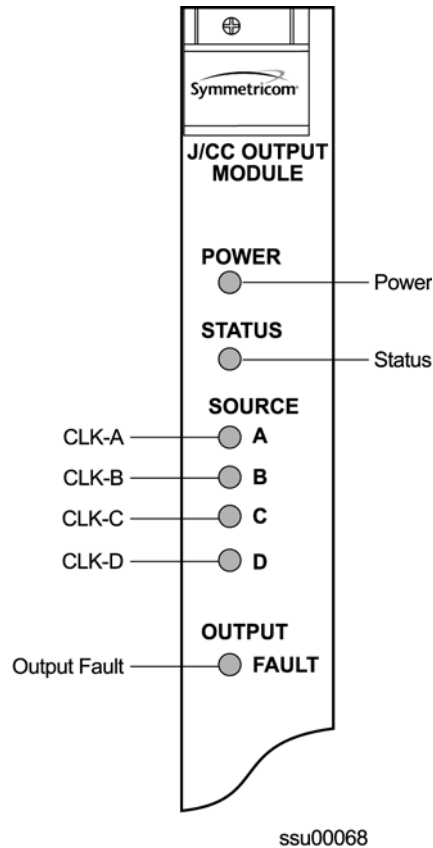 Symmetricom
J/CC OUTPUT
MODULE
POWER
Power
STATUS
Status
SOURCE
CLK-A A
CLK-B B
CLK-C C
CLK-D D
OUTPUT
Output Fault FAULT
ssu00068